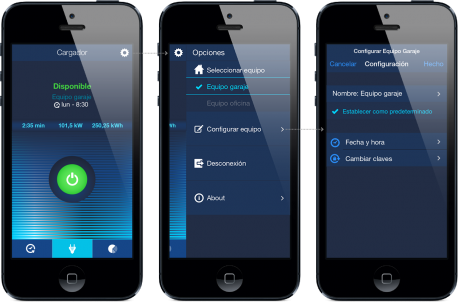 Cargador
Disponible
Equipo garaje
lun - 8:30
2:35 min 101,5 kW 250,25 kWh
Opciones
Seleccionar equipo
Equipo garaje
Equipo oficina
Configurar equipo
Desconexión
About
Configurar Equipo Garaje
Cancelar Configuración Hecho
Nombre: Equipo garaje
Establecer como predeterminado
Fecha y hora
Cambiar claves